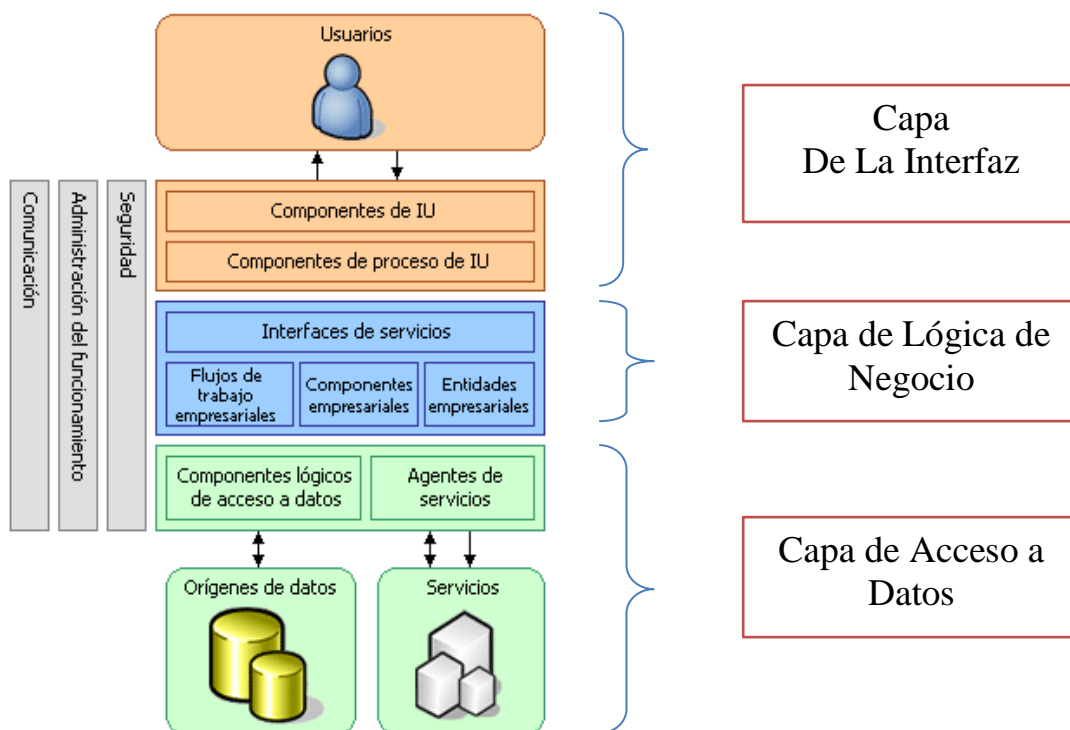 Usuarios
Comunicación
Administración del funcionamiento
Seguridad
Componentes de IU
Componentes de proceso de IU
Interfaces de servicios
Flujos de
trabajo
empresariales
Componentes
empresariales
Entidades
empresariales
Componentes lógicos
de acceso a datos
Agentes de
servicios
Orígenes de datos
Servicios
Capa
De La Interfaz
Capa de Lógica de
Negocio
Capa de Acceso a
Datos